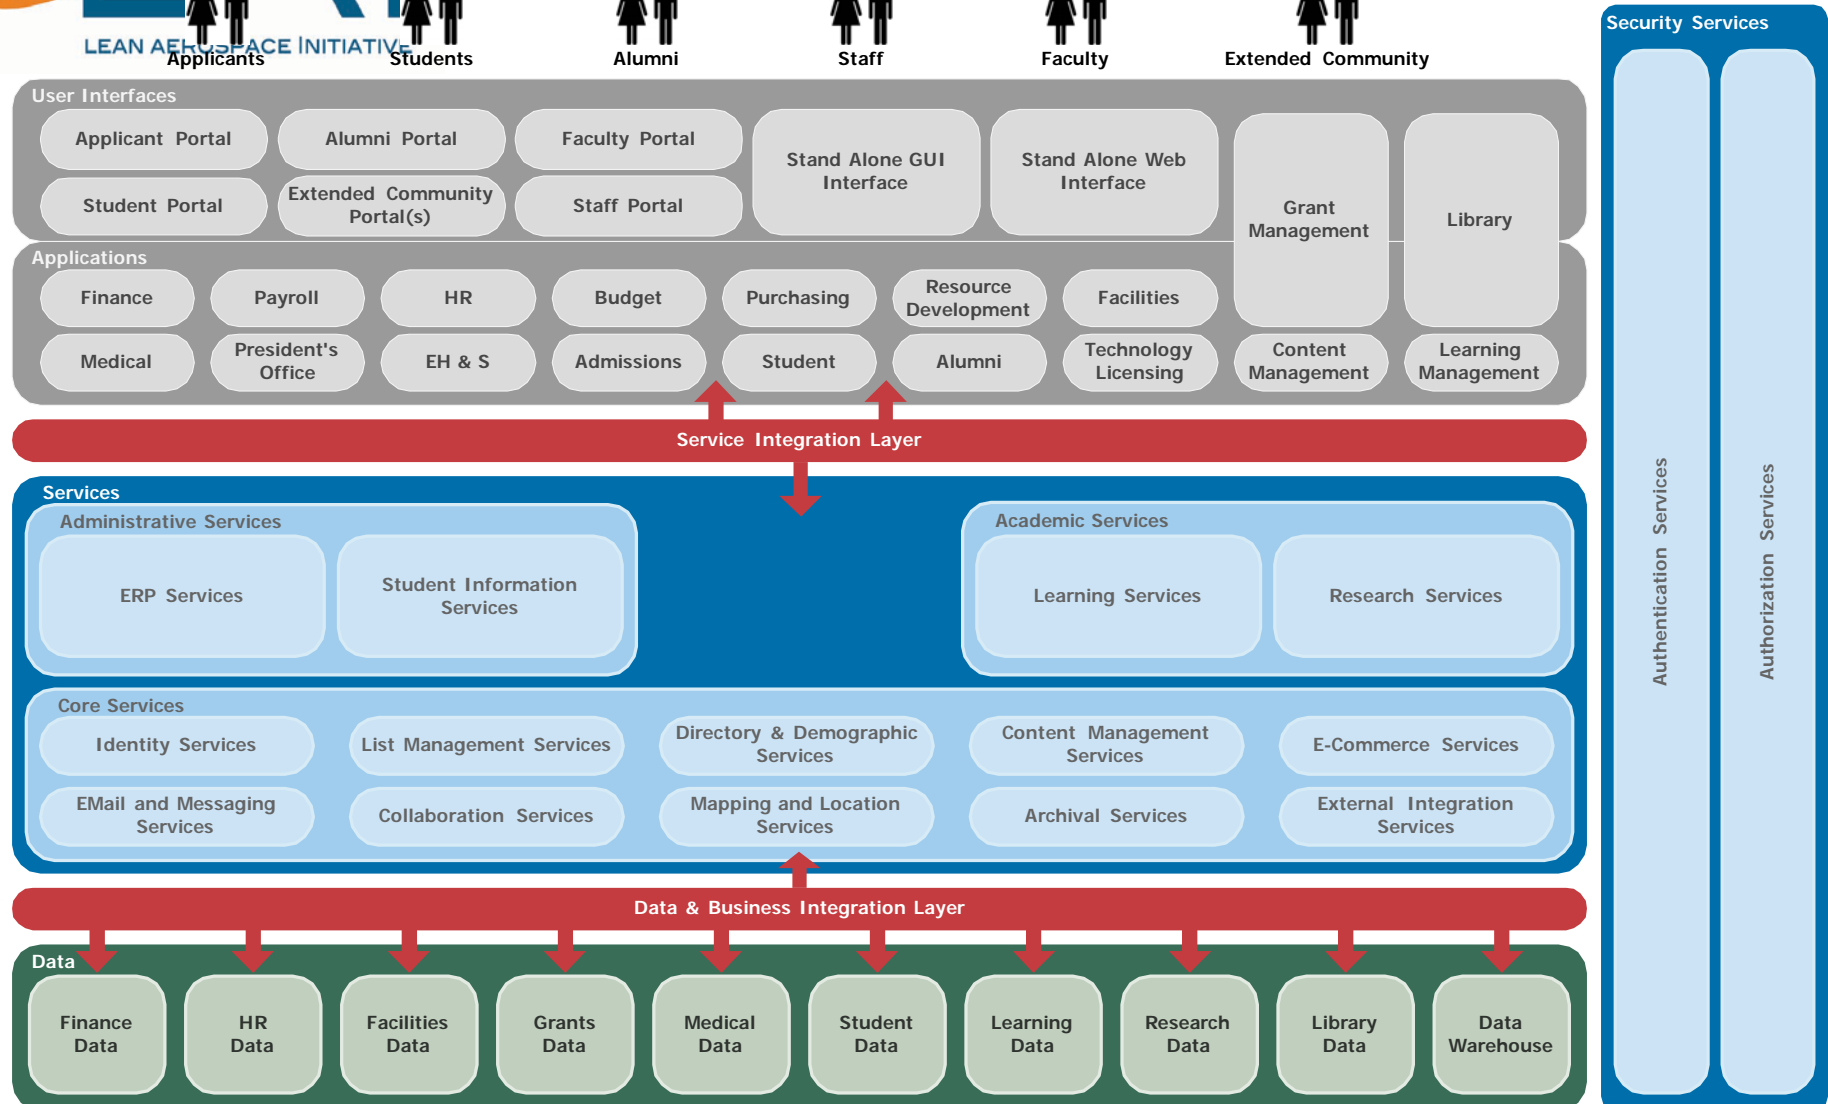 LEAN AEROSPACE INITIATIVE
Applicants
Students
Alumni
Staff
Faculty
Extended Community
Security Services
User Interfaces
Applicant Portal
Alumni Portal
Faculty Portal
Stand Alone GUI
Interface
Stand Alone Web
Interface
Student Portal
Extended Community
Portal(s)
Staff Portal
Grant
Management
Library
Applications
Finance
Payroll
HR
Budget
Purchasing
Resource
Development
Facilities
Medical
President's
Office
EH & S
Admissions
Student
Alumni
Technology
Licensing
Content
Management
Learning
Management
Service Integration Layer
Services
Administrative Services
ERP Services
Student Information
Services
Academic Services
Learning Services
Research Services
Core Services
Identity Services
List Management Services
Directory & Demographic
Services
Content Management
Services
E-Commerce Services
EMail and Messaging
Services
Collaboration Services
Mapping and Location
Services
Archival Services
External Integration
Services
Data & Business Integration Layer
Data
Finance
Data
HR
Data
Facilities
Data
Grants
Data
Medical
Data
Student
Data
Learning
Data
Research
Data
Library
Data
Data
Warehouse
Authentication Services
Authorization Services